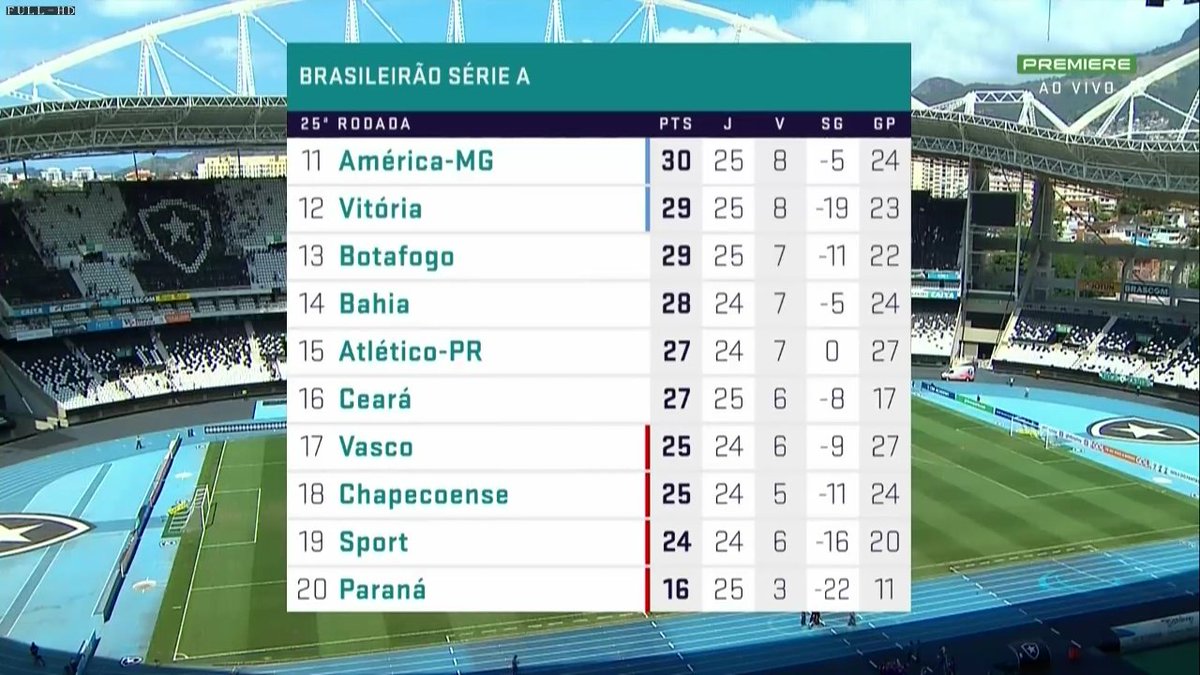 FULL-HD
PREMIERE
AO VIVO
BRASILEIRÃO SÉRIE A
25ª RODADA PTS J V SG GP
11 América-MG 30 25 8 -5 24
12 Vitória 29 25 8 -19 23
13 Botafogo 29 25 7 -11 22
14 Bahia 28 24 7 -5 24
15 Atlético-PR 27 24 7 0 27
16 Ceará 27 25 6 -8 17
17 Vasco 25 24 6 -9 27
18 Chapecoense 25 24 5 -11 24
19 Sport 24 24 6 -16 20
20 Paraná 16 25 3 -22 11
BRASCOM
CAIXA
CAIXA
BRASCOM